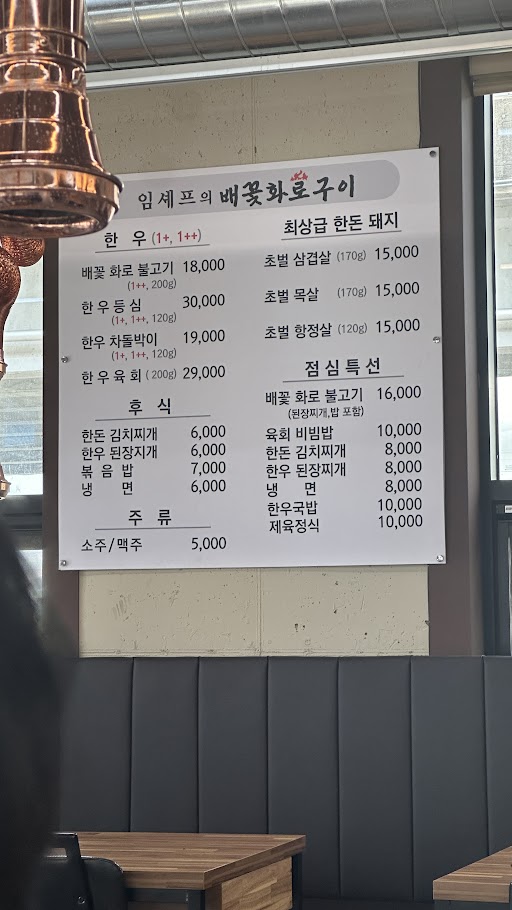 임셰프의 배꽃화로구이
한 우 (1+, 1++)
배꽃 화로 불고기 18,000
(1++, 200g)
한우등심 30,000
(1+, 1++, 120g)
한우 차돌박이 19,000
(1+, 1++, 120g)
한우육회 (200g) 29,000
후 식
한돈 김치찌개 6,000
한우 된장지개 6,000
볶 음 밥 7,000
냉 면 6,000
주 류
소주/맥주 5,000
최상급 한돈 돼지
초벌 삼겹살 (170g) 15,000
초벌 목살 (170g) 15,000
초벌 항정살 (120g) 15,000
점심특선
배꽃 화로 불고기 16,000
(된장찌개,밥 포함)
육회 비빔밥 10,000
한돈 김치찌개 8,000
한우 된장찌개 8,000
냉 면 8,000
한우국밥 10,000
제육정식 10,000